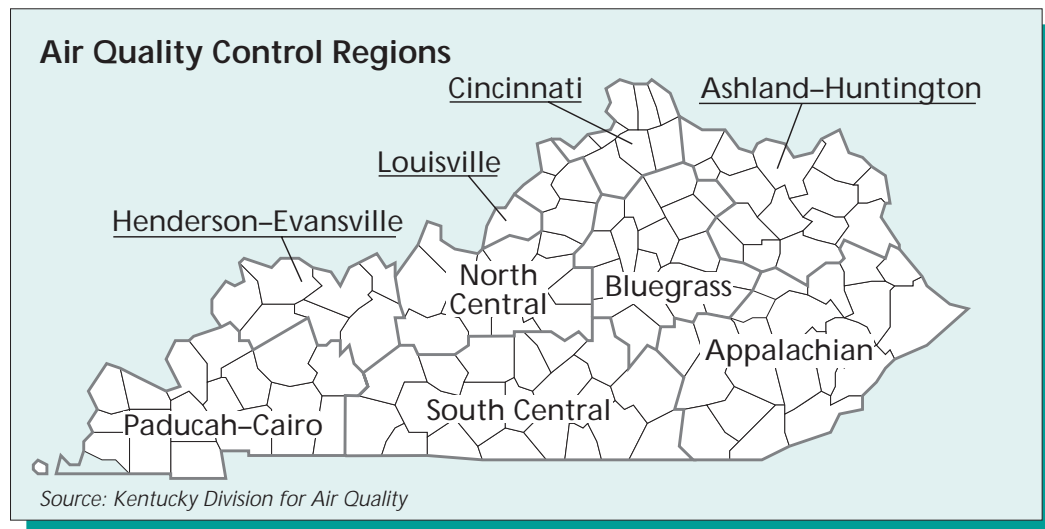 Air Quality Control Regions
Cincinnati
Ashland–Huntington
Louisville
Henderson–Evansville
North
Central
Bluegrass
Appalachian
South Central
Paducah–Cairo
Source: Kentucky Division for Air Quality